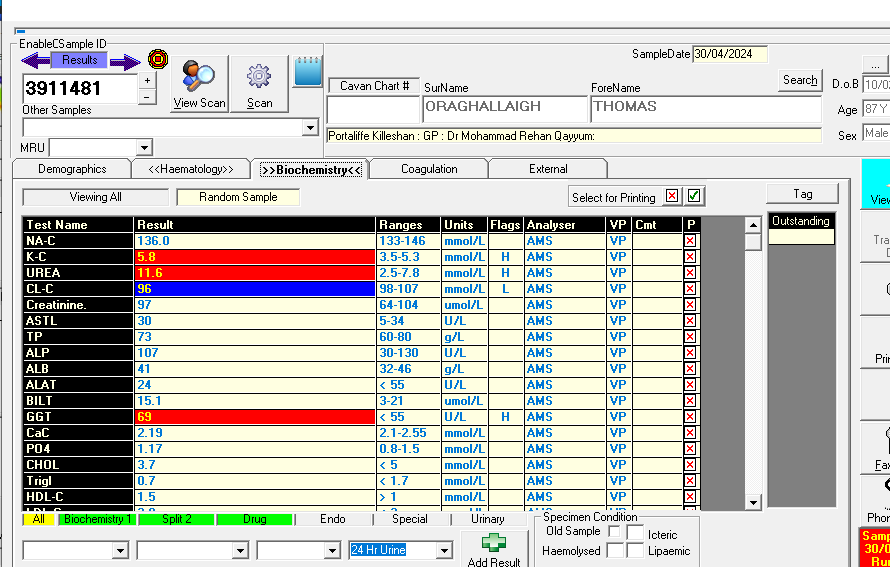 EnableCSample ID
Results
3911481
+
-
View Scan
Scan
Other Samples
MRU
SampleDate 30/04/2024
Cavan Chart # SurName ForeName
Search
ORAGHALLAIGH THOMAS
Portaliffe Killeshan : GP : Dr Mohammad Rehan Qayyum:
...
D.o.B 10/0
Age 87 Y
Sex Male
Demographics <<Haematology>> >>Biochemistry<< Coagulation External
Viewing All Random Sample Select for Printing Tag
View
Outstanding
Test Name Result Ranges Units Flags Analyser VP Cmt P
NA-C 136.0 133-146 mmol/L AMS VP
K-C 5.8 3.5-5.3 mmol/L H AMS VP
UREA 11.6 2.5-7.8 mmol/L H AMS VP
CL-C 96 98-107 mmol/L L AMS VP
Creatinine. 97 64-104 umol/L AMS VP
ASTL 30 5-34 U/L AMS VP
TP 73 60-80 g/L AMS VP
ALP 107 30-130 U/L AMS VP
ALB 41 32-46 g/L AMS VP
ALAT 24 < 55 U/L AMS VP
BILT 15.1 3-21 umol/L AMS VP
GGT 69 < 55 U/L H AMS VP
CaC 2.19 2.1-2.55 mmol/L AMS VP
PO4 1.17 0.8-1.5 mmol/L AMS VP
CHOL 3.7 < 5 mmol/L AMS VP
Trigl 0.7 < 1.7 mmol/L AMS VP
HDL-C 1.5 > 1 mmol/L AMS VP
All Biochemistry 1 Split 2 Drug Endo Special Urinary
24 Hr Urine
Add Result
Specimen Condition
Old Sample Icteric
Haemolysed Lipaemic
Tra
Prin
Fax
Phon
Samp
30/0
Ru